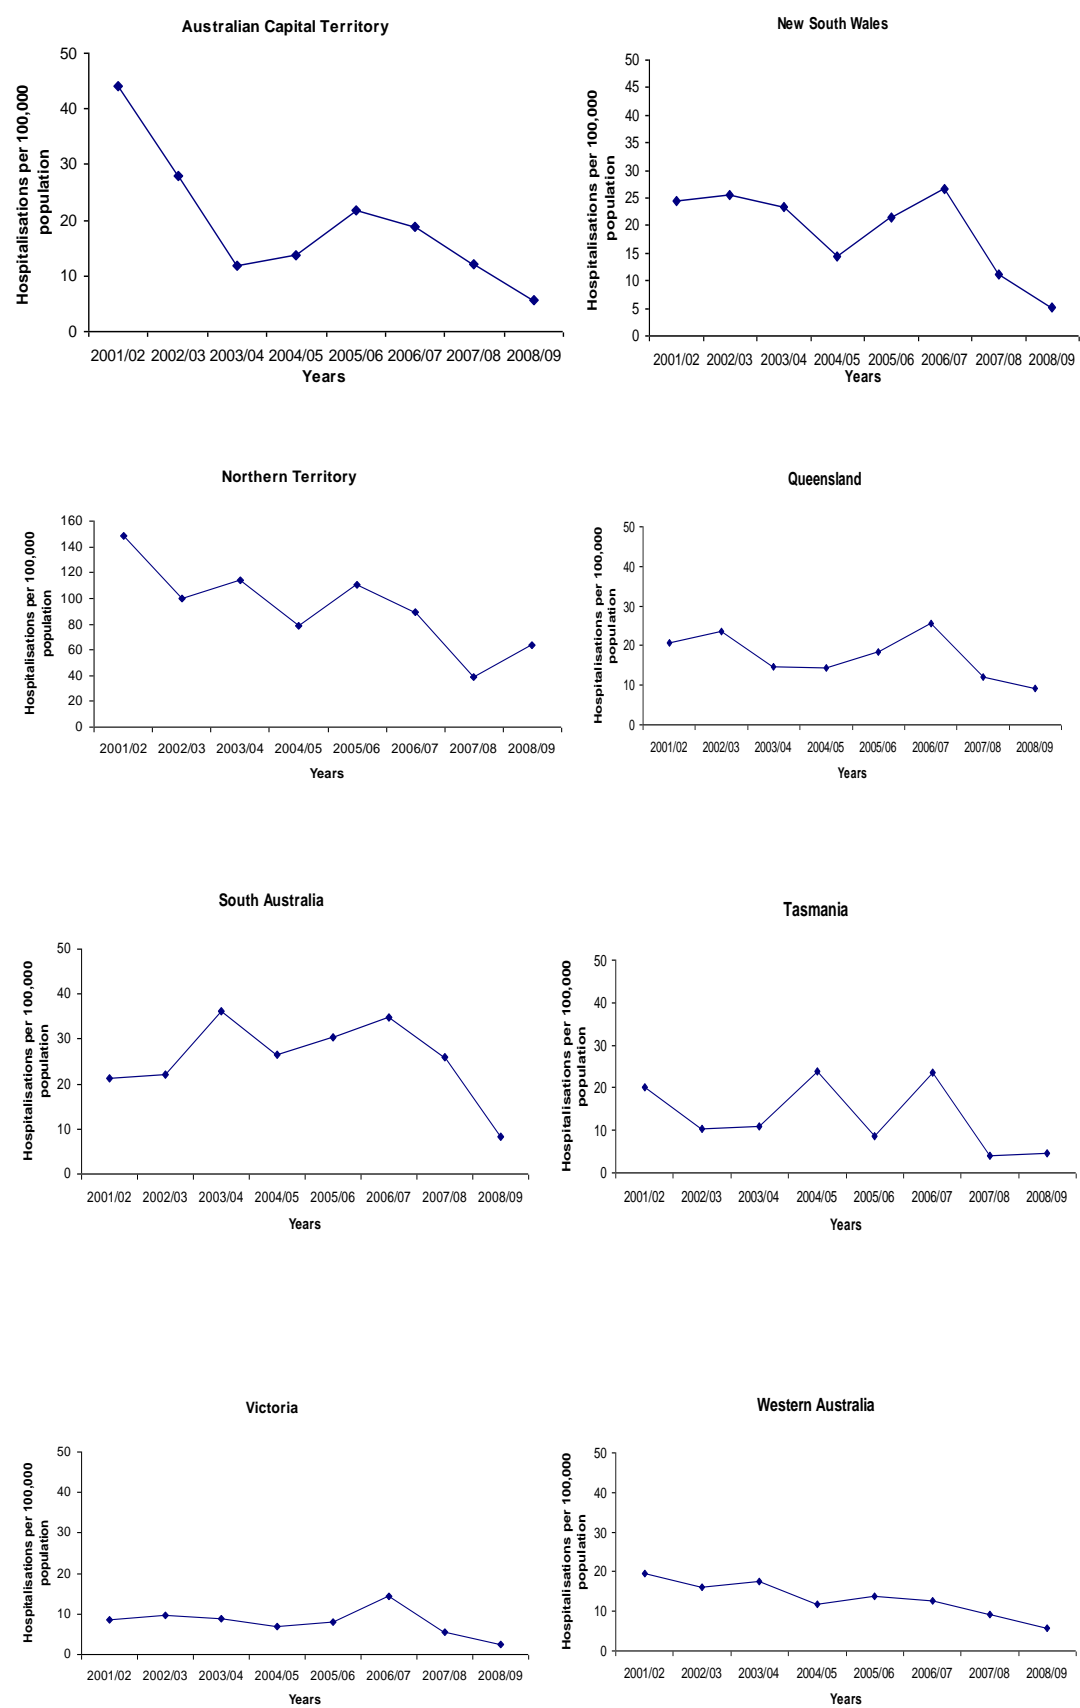 Australian Capital Territory
Hospitalisations per 100,000
population
50
40
30
20
10
0
2001/02 2002/03 2003/04 2004/05 2005/06 2006/07 2007/08 2008/09
Years
New South Wales
Hospitalisations per 100,000
population
50
45
40
35
30
25
20
15
10
5
0
2001/02 2002/03 2003/04 2004/05 2005/06 2006/07 2007/08 2008/09
Years
Northern Territory
Hospitalisations per 100,000
population
160
140
120
100
80
60
40
20
0
2001/02 2002/03 2003/04 2004/05 2005/06 2006/07 2007/08 2008/09
Years
Queensland
Hospitalisations per 100,000
population
50
40
30
20
10
0
2001/02 2002/03 2003/04 2004/05 2005/06 2006/07 2007/08 2008/09
Years
South Australia
Hospitalisations per 100,000
population
50
40
30
20
10
0
2001/02 2002/03 2003/04 2004/05 2005/06 2006/07 2007/08 2008/09
Years
Tasmania
Hospitalisations per 100,000
population
50
40
30
20
10
0
2001/02 2002/03 2003/04 2004/05 2005/06 2006/07 2007/08 2008/09
Years
Victoria
Hospitalisations per 100,000
population
50
40
30
20
10
0
2001/02 2002/03 2003/04 2004/05 2005/06 2006/07 2007/08 2008/09
Years
Western Australia
Hospitalisations per 100,000
population
50
40
30
20
10
0
2001/02 2002/03 2003/04 2004/05 2005/06 2006/07 2007/08 2008/09
Years